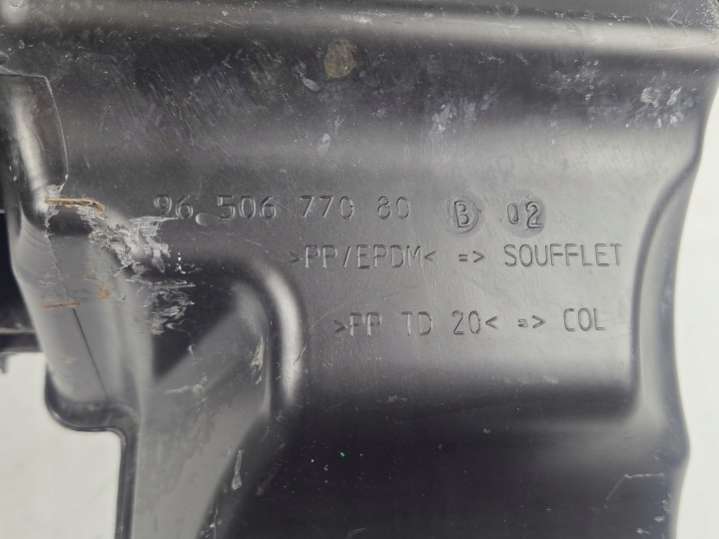 96 506 770 80 B 02
>PP/EPDM< => SOUFFLET
>PP TD 20< => COL